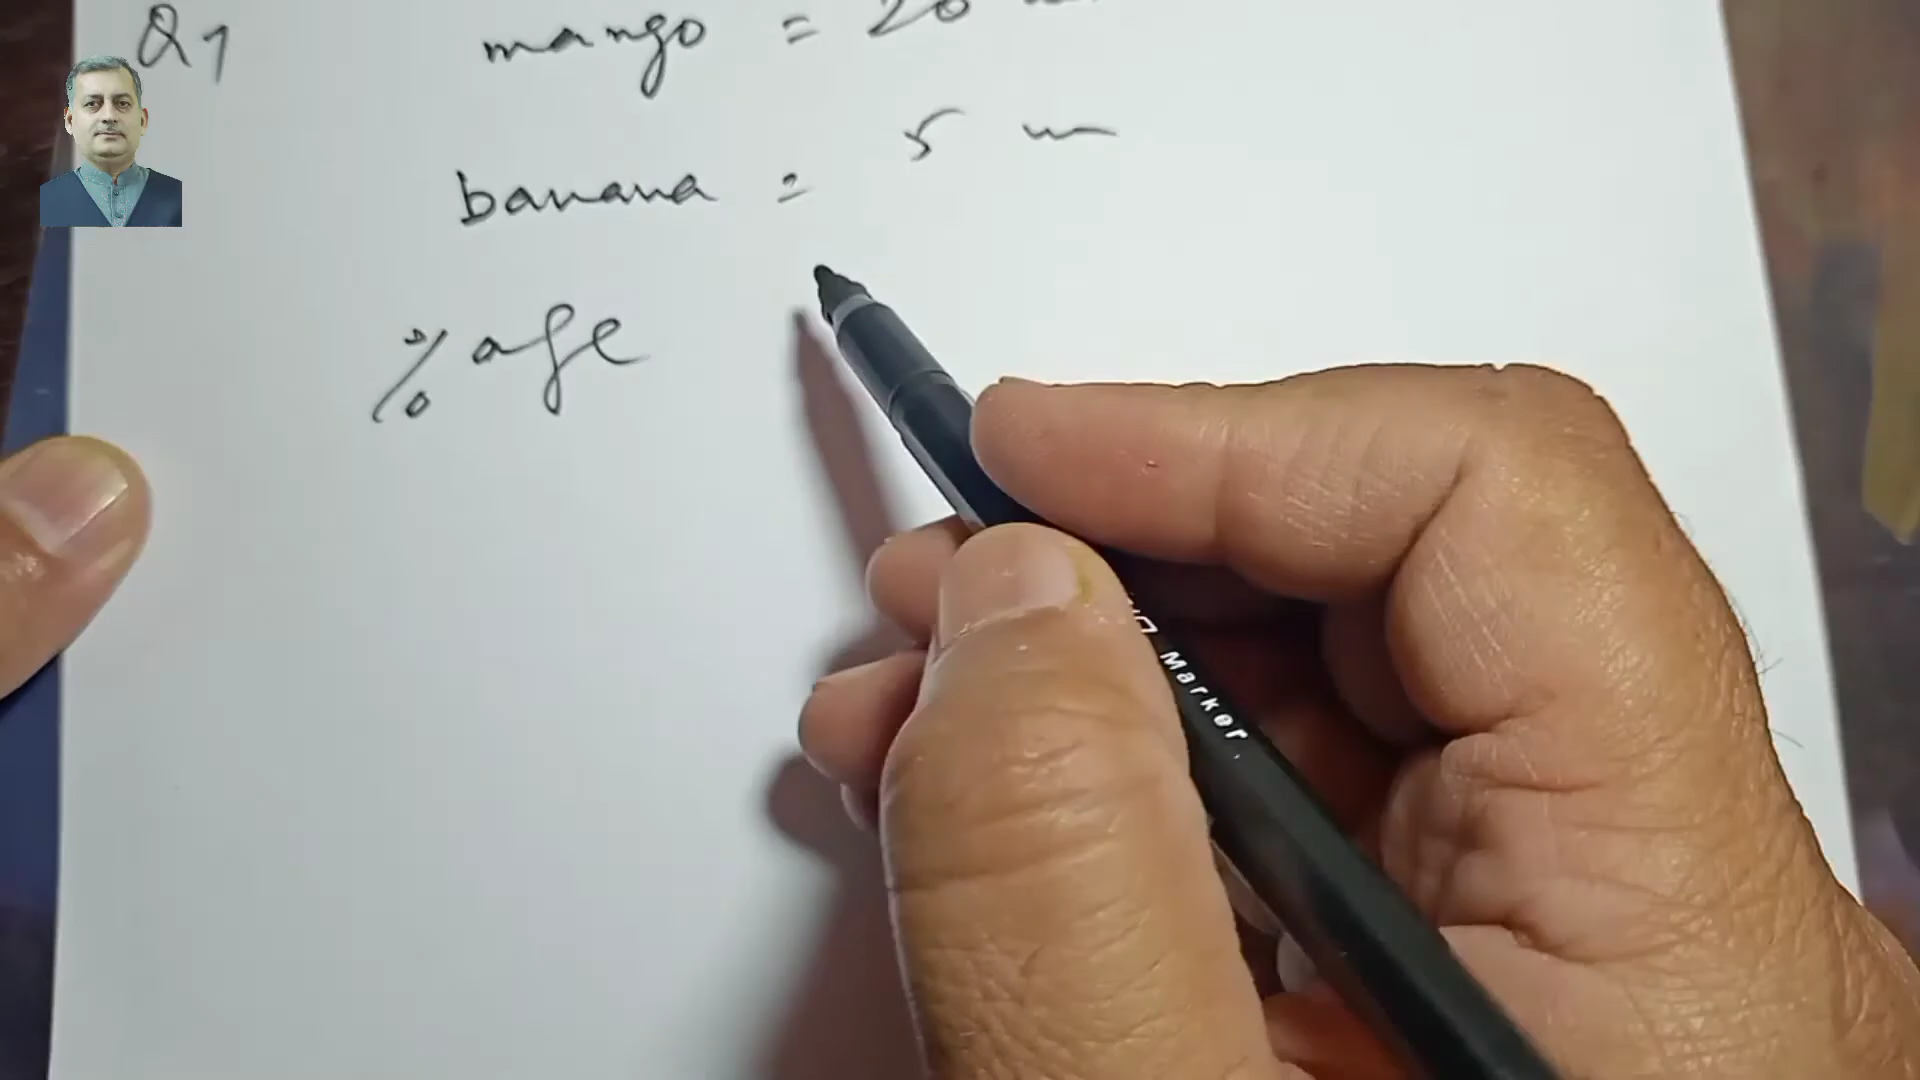 Q1 mango = 20
banana = 5
%age
Marker